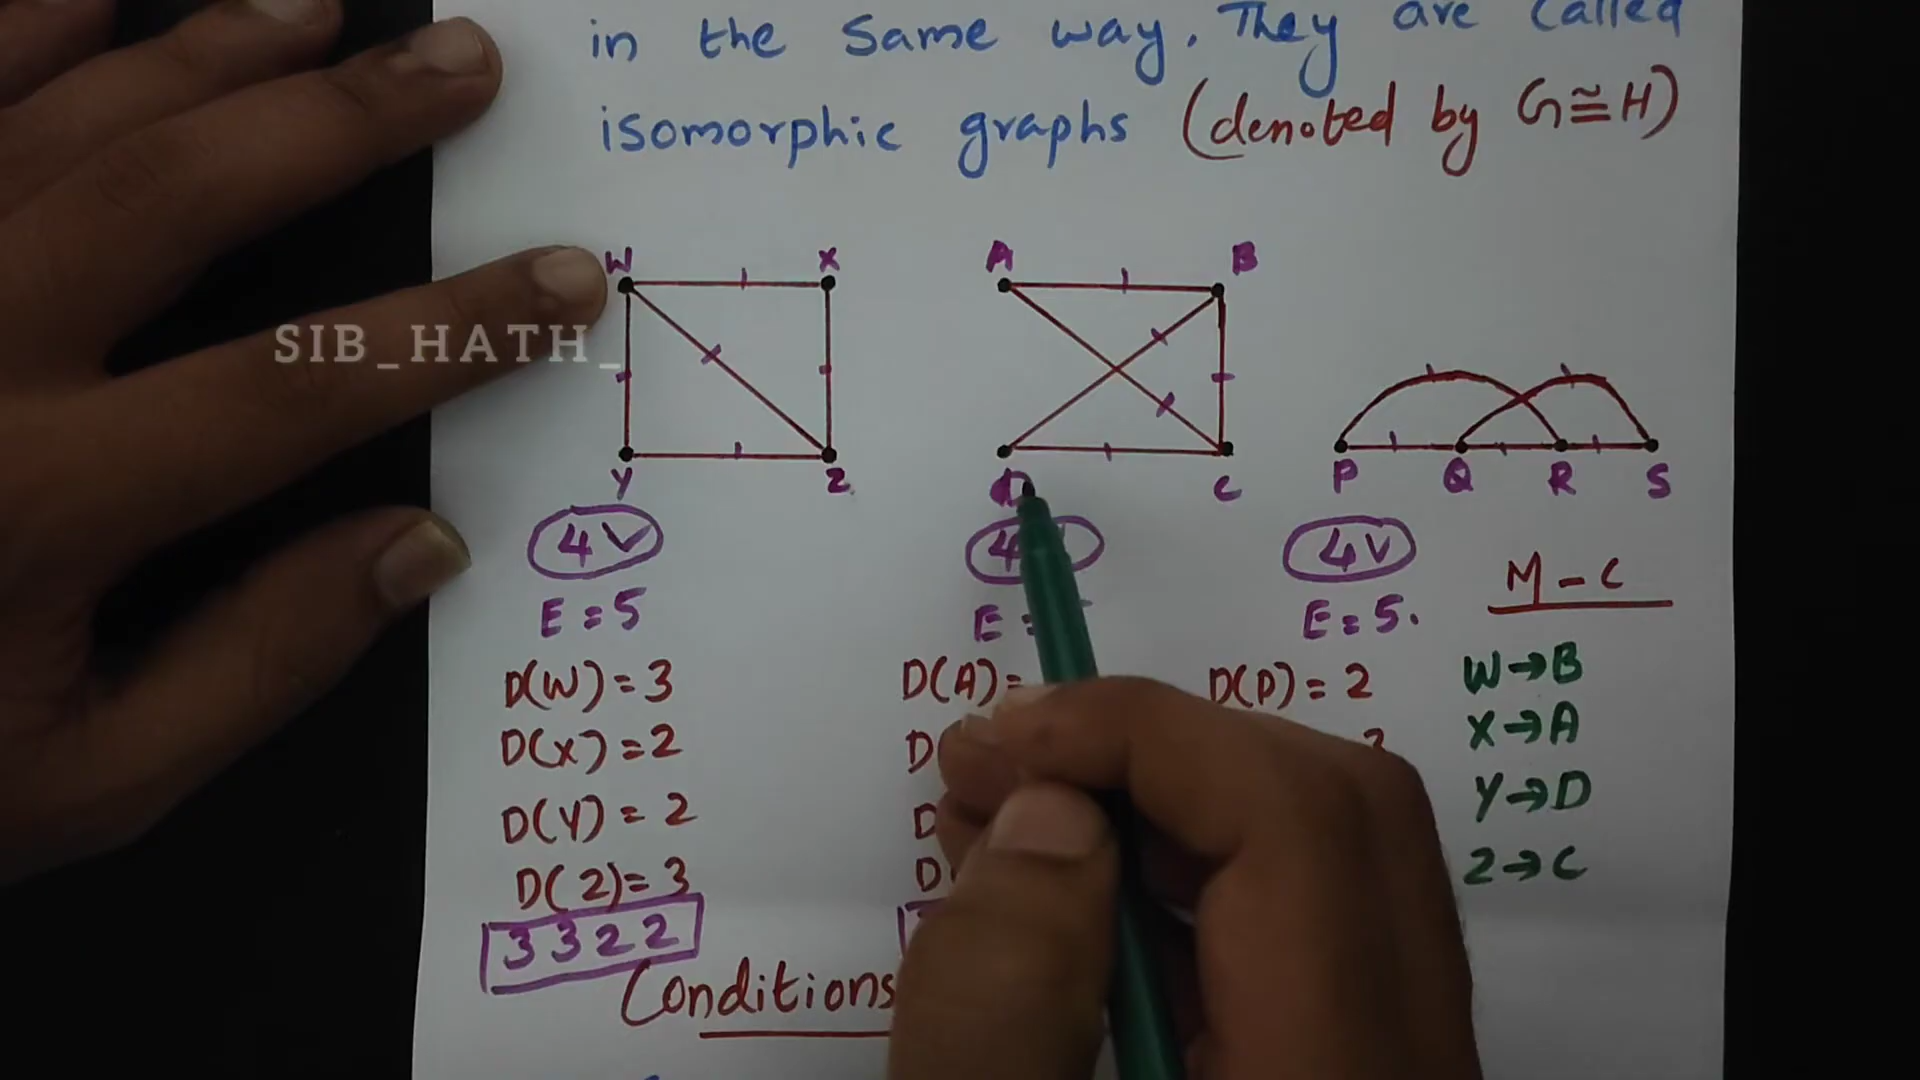 in the same way. They are called
isomorphic graphs (denoted by G≅H)
W X A B
SIB_HATH_
Y Z D C P Q R S
4V 4 4V
E = 5 E = E = 5.
M - C
D(W) = 3 D(A) = D(P) = 2 W → B
D(X) = 2 D X → A
D(Y) = 2 D Y → D
D(Z) = 3 D Z → C
3322
Conditions